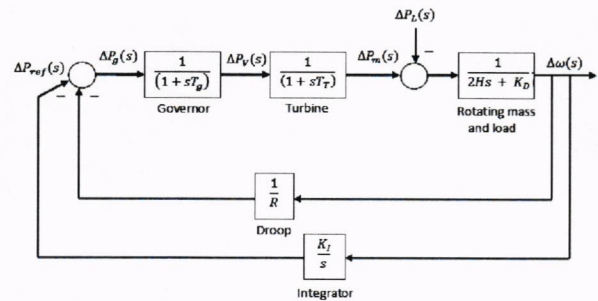 ΔP_L(s)
−
ΔP_ref(s)
ΔP_g(s)
ΔP_V(s)
ΔP_m(s)
Δω(s)
− −
1
(1 + sT_g)
Governor
1
(1 + sT_T)
Turbine
1
2Hs + K_D
Rotating mass
and load
1
R
Droop
K_I
s
Integrator